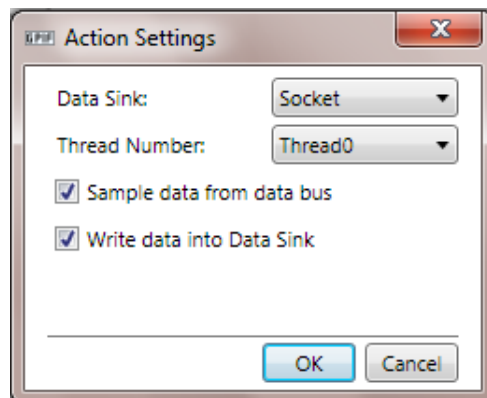 GPIF Action Settings
Data Sink: Socket
Thread Number: Thread0
Sample data from data bus
Write data into Data Sink
OK Cancel